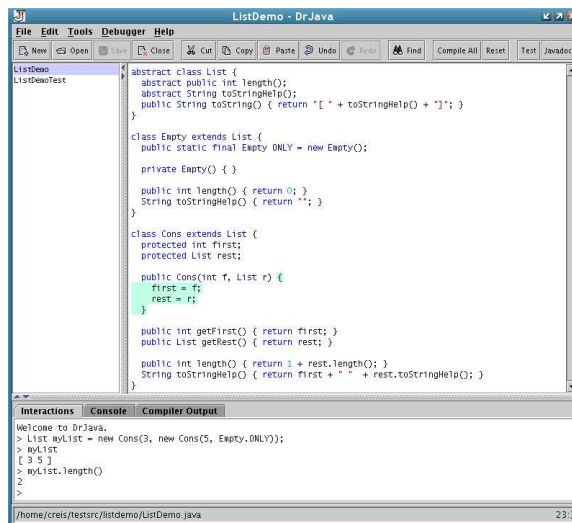 ListDemo - DrJava
File Edit Tools Debugger Help
New Open Save Close Cut Copy Paste Undo Redo Find Compile All Reset Test Javadoc
ListDemo
ListDemoTest
abstract class List {
abstract public int length();
abstract String toStringHelp();
public String toString() { return "[ " + toStringHelp() + "]"; }
}
class Empty extends List {
public static final Empty ONLY = new Empty();
private Empty() { }
public int length() { return 0; }
String toStringHelp() { return ""; }
}
class Cons extends List {
protected int first;
protected List rest;
public Cons(int f, List r) {
first = f;
rest = r;
}
public int getFirst() { return first; }
public List getRest() { return rest; }
public int length() { return 1 + rest.length(); }
String toStringHelp() { return first + " " + rest.toStringHelp(); }
}
Interactions Console Compiler Output
Welcome to DrJava.
> List myList = new Cons(3, new Cons(5, Empty.ONLY));
> myList
[ 3 5 ]
> myList.length()
2
>
/home/creis/testsrc/listdemo/ListDemo.java